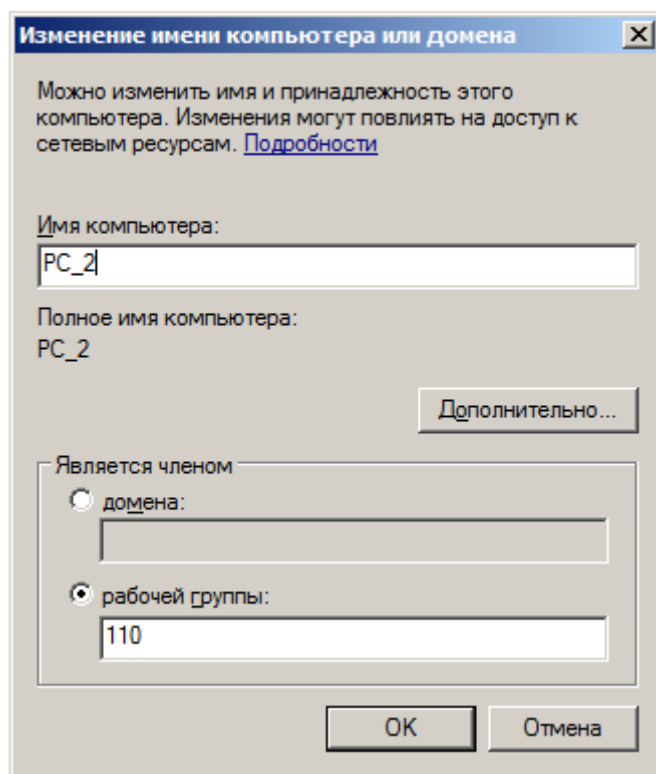 Изменение имени компьютера или домена
Можно изменить имя и принадлежность этого
компьютера. Изменения могут повлиять на доступ к
сетевым ресурсам. Подробности
Имя компьютера:
PC_2
Полное имя компьютера:
PC_2
Дополнительно...
Является членом
домена:
рабочей группы:
110
OK
Отмена